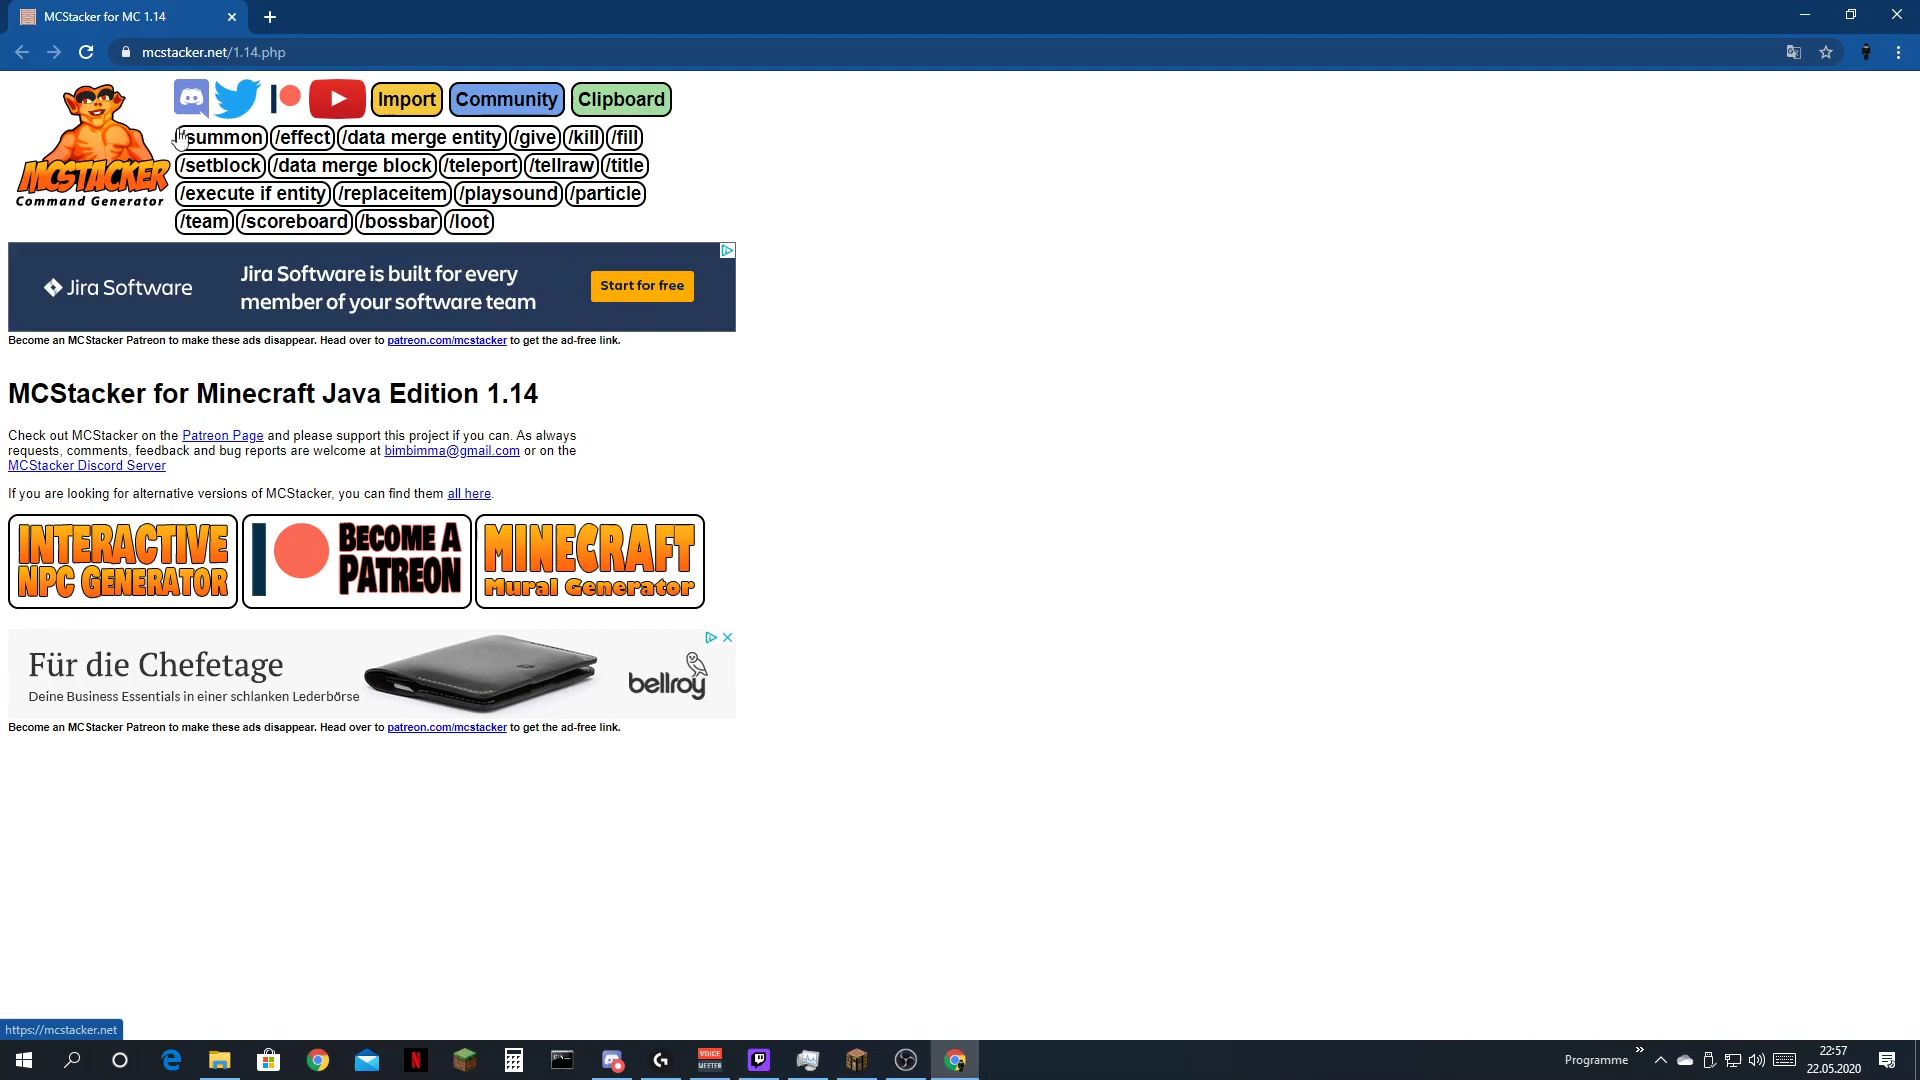 MCStacker for MC 1.14
mcstacker.net/1.14.php
Import Community Clipboard
MCSTACKER
Command Generator
/summon /effect /data merge entity /give /kill /fill
/setblock /data merge block /teleport /tellraw /title
/execute if entity /replaceitem /playsound /particle
/team /scoreboard /bossbar /loot
Jira Software
Jira Software is built for every
member of your software team
Start for free
Become an MCStacker Patreon to make these ads disappear. Head over to patreon.com/mcstacker to get the ad-free link.
MCStacker for Minecraft Java Edition 1.14
Check out MCStacker on the Patreon Page and please support this project if you can. As always
requests, comments, feedback and bug reports are welcome at bimbimma@gmail.com or on the
MCStacker Discord Server
If you are looking for alternative versions of MCStacker, you can find them all here.
INTERACTIVE
NPC GENERATOR
BECOME A
PATREON
MINECRAFT
Mural Generator
Für die Chefetage
Deine Business Essentials in einer schlanken Lederbörse
bellroy
Become an MCStacker Patreon to make these ads disappear. Head over to patreon.com/mcstacker to get the ad-free link.
https://mcstacker.net
VOICE
MEETER
Programme
22:57
22.05.2020